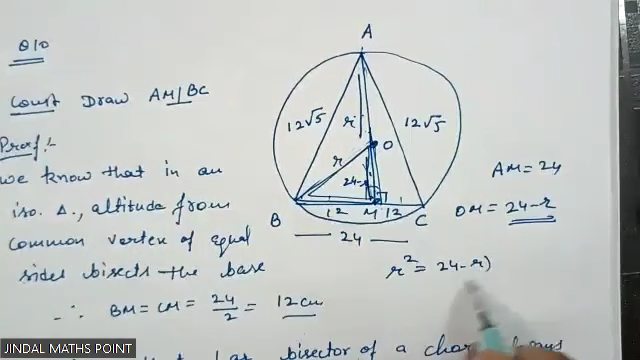 Q10
Const Draw AM⊥BC
Proof:-
we know that in an
iso. Δ., altitude from
common vertex of equal
sides bisects the base
∴ BM = CM = 24/2 = 12cm
bisector of a
A
12√5
12√5
r
O
r
24-r
B
12
M
12
C
24
AM = 24
OM = 24-r
r² = 24-r)
JINDAL MATHS POINT